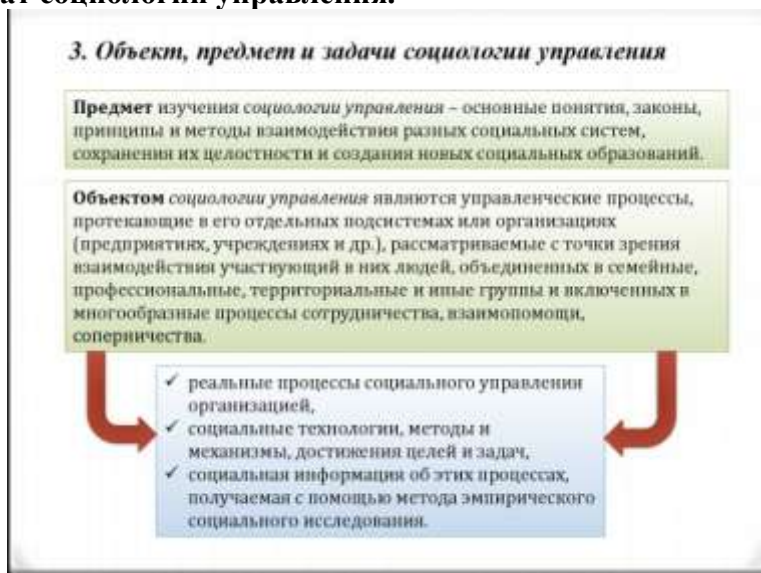 ат социологии управления.
3. Объект, предмет и задачи социологии управления
Предмет изучения социологии управления – основные понятия, законы,
принципы и методы взаимодействия разных социальных систем,
сохранения их целостности и создания новых социальных образований.
Объектом социологии управления являются управленческие процессы,
протекающие в его отдельных подсистемах или организациях
(предприятиях, учреждениях и др.), рассматриваемые с точки зрения
взаимодействия участвующий в них людей, объединенных в семейные,
профессиональные, территориальные и иные группы и включенных в
многообразные процессы сотрудничества, взаимопомощи,
соперничества.
✓ реальные процессы социального управлении
организацией,
✓ социальные технологии, методы и
механизмы, достижения целей и задач,
✓ социальная информация об этих процессах,
получаемая с помощью метода эмпирического
социального исследования.